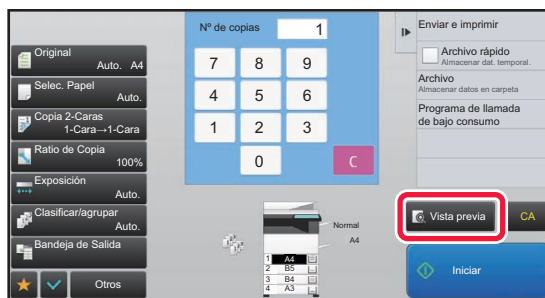 Original
Auto. A4
Selec. Papel
Auto.
Copia 2-Caras
1-Cara→1-Cara
Ratio de Copia
100%
Exposición
Auto.
Clasificar/agrupar
Auto.
Bandeja de Salida
Otros
Nº de copias 1
7 8 9
4 5 6
1 2 3
0 C
Normal
A4
1 A4
2 B5
3 B4
4 A3
Enviar e imprimir
Archivo rápido
Almacenar dat. temporal.
Archivo
Almacenar datos en carpeta
Programa de llamada
de bajo consumo
Vista previa CA
Iniciar